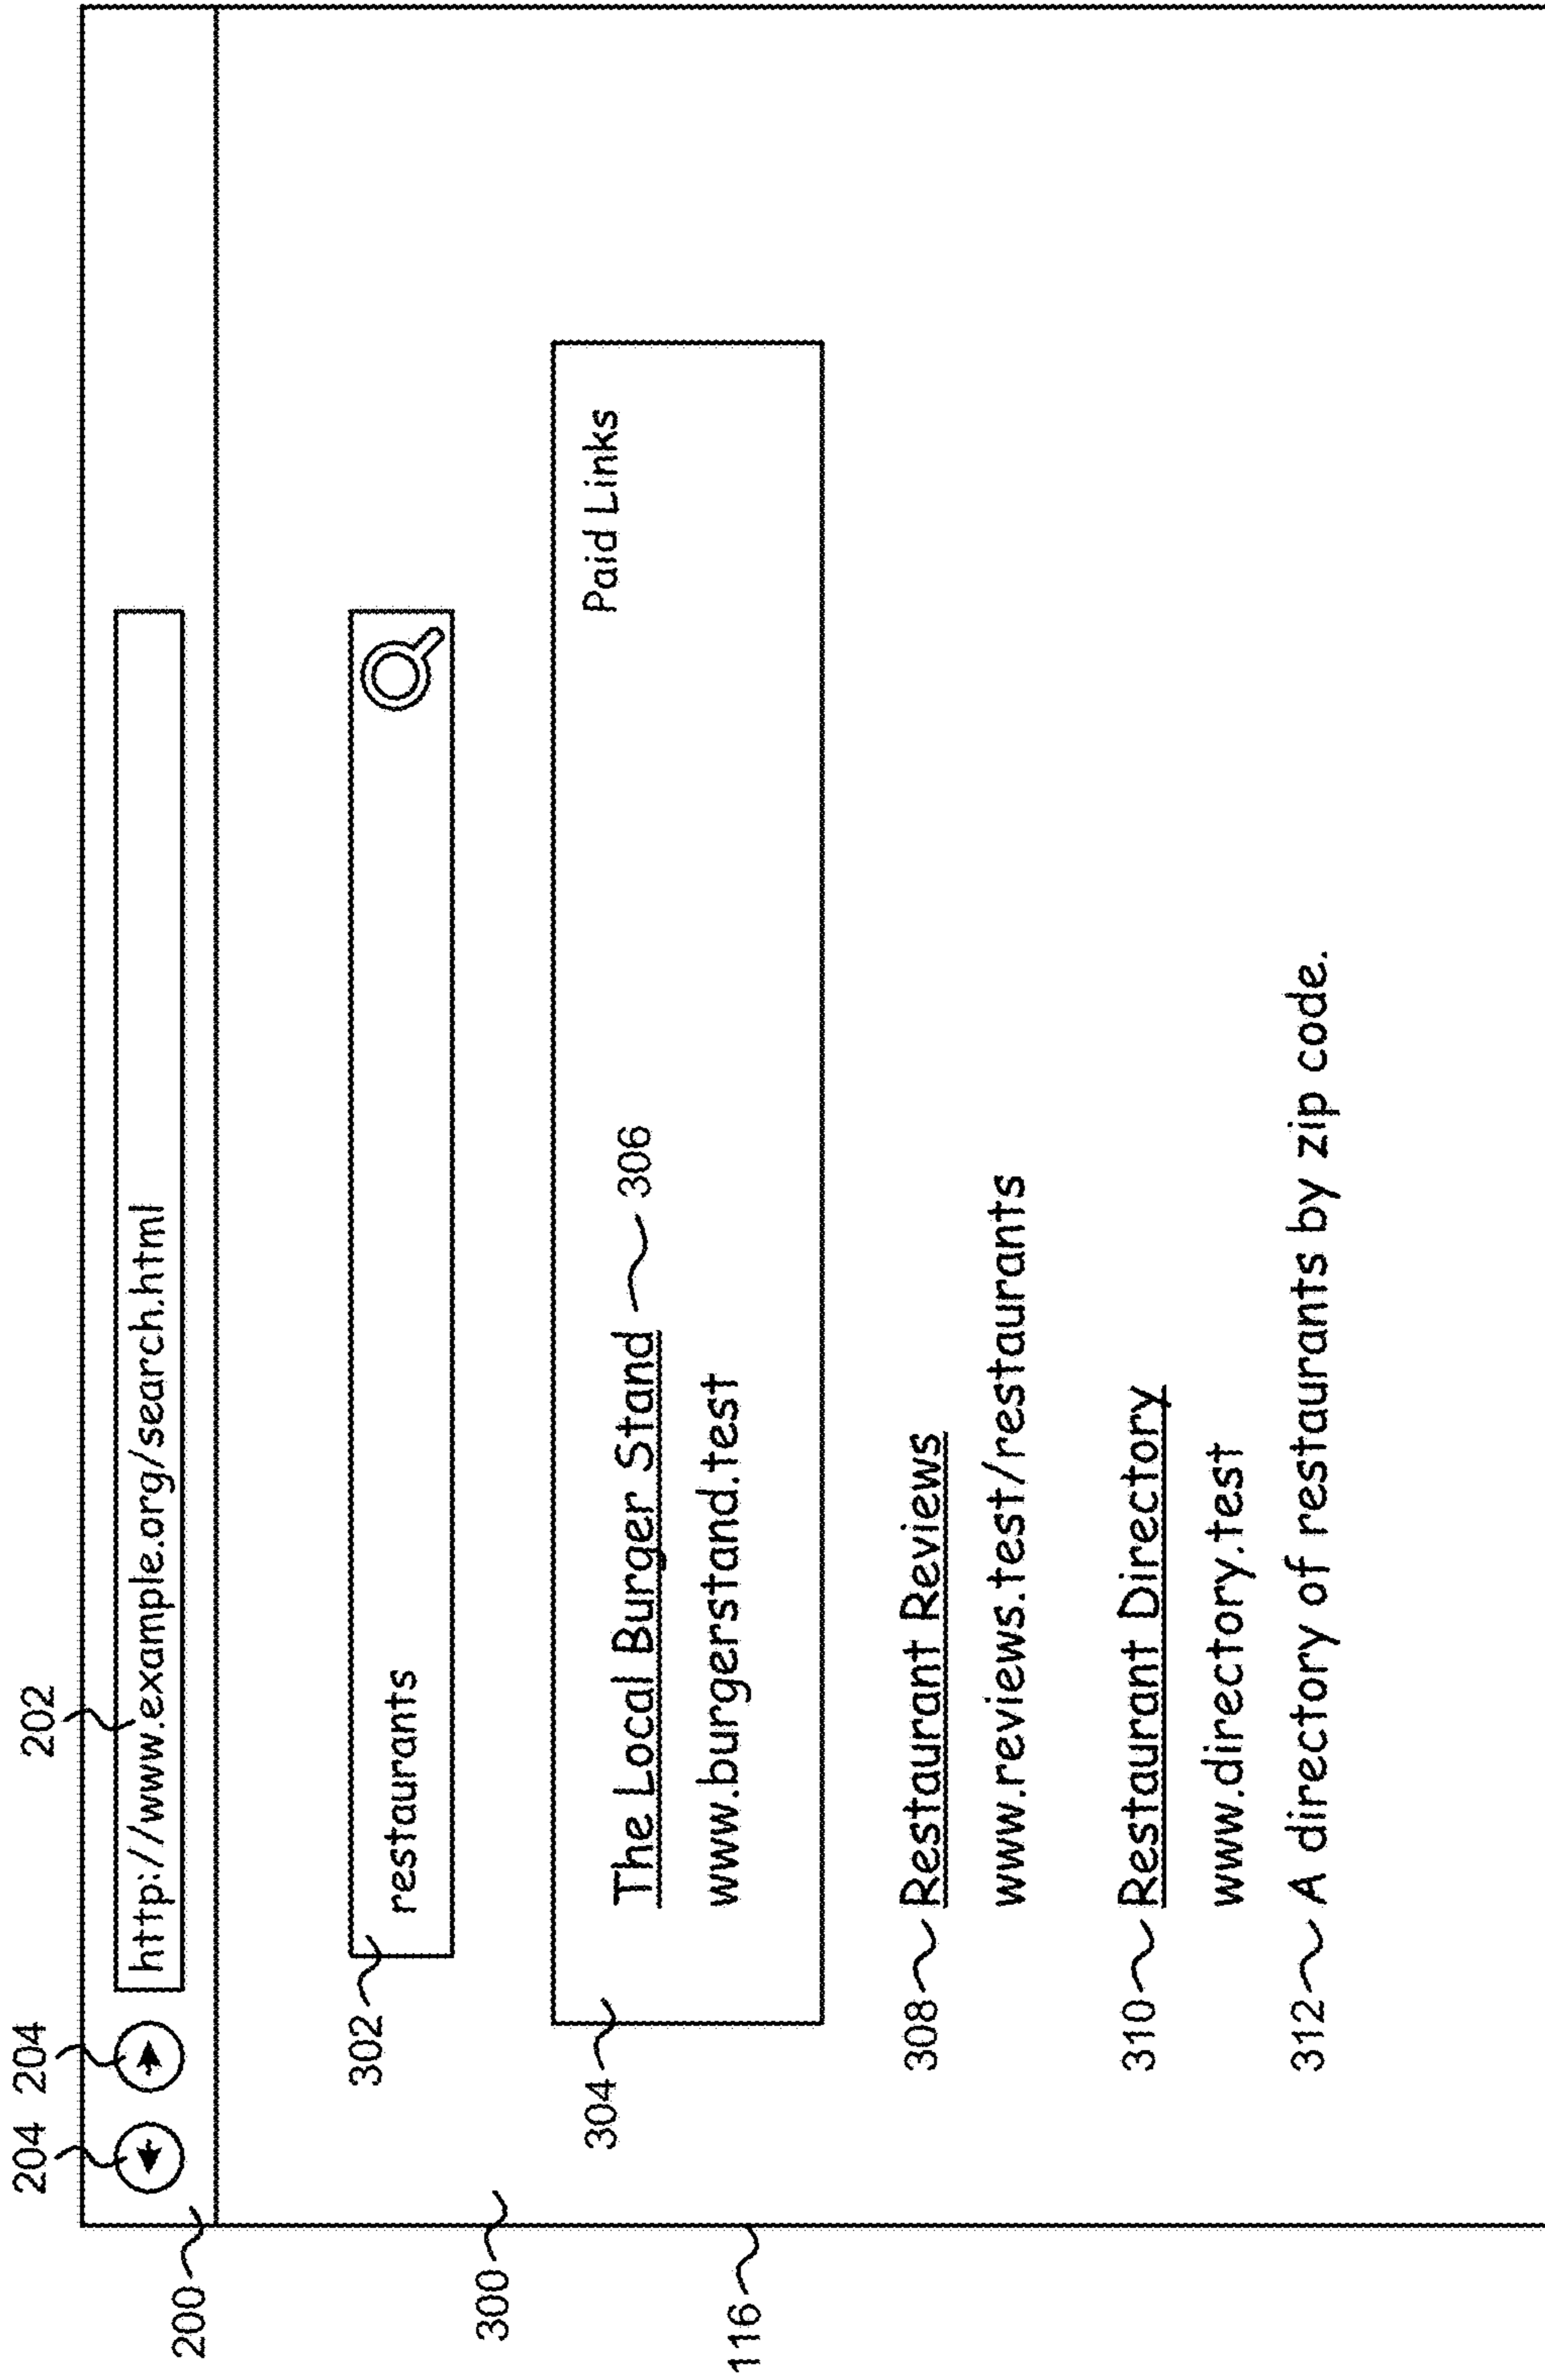 202
204 204
http://www.example.org/search.html
200
302
restaurants
300
304
Paid Links
The Local Burger Stand 306
www.burgerstand.test
116
308 Restaurant Reviews
www.reviews.test/restaurants
310 Restaurant Directory
www.directory.test
312 A directory of restaurants by zip code.